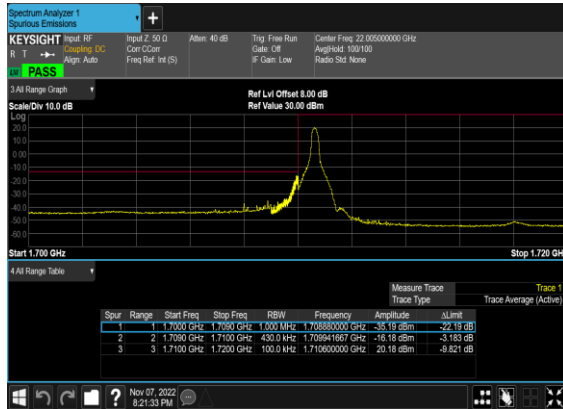 Spectrum Analyzer 1
Spurious Emissions
KEYSIGHT
R T
PASS
Input: RF
Coupling: DC
Align: Auto
Input Z: 50 Ω
Corr CCorr
Freq Ref: Int (S)
Atten: 40 dB
Trig: Free Run
Gate: Off
IF Gain: Low
Center Freq: 22.005000000 GHz
Avg|Hold: 100/100
Radio Std: None
3 All Range Graph
Scale/Div 10.0 dB
Ref Lvl Offset 8.00 dB
Ref Value 30.00 dBm
Log
20.0
10.0
0.00
-10.0
-20.0
-30.0
-40.0
-50.0
-60.0
Start 1.700 GHz
Stop 1.720 GH
4 All Range Table
Measure Trace Trace 1
Trace Type Trace Average (Active)
Spur Range Start Freq Stop Freq RBW Frequency Amplitude ΔLimit
1 1 1.7000 GHz 1.7090 GHz 1.000 MHz 1.708880000 GHz -35.19 dBm -22.19 dB
2 2 1.7090 GHz 1.7100 GHz 430.0 kHz 1.709941667 GHz -16.18 dBm -3.183 dB
3 3 1.7100 GHz 1.7200 GHz 100.0 kHz 1.710600000 GHz 20.18 dBm -9.821 dB
Nov 07, 2022
8:21:33 PM